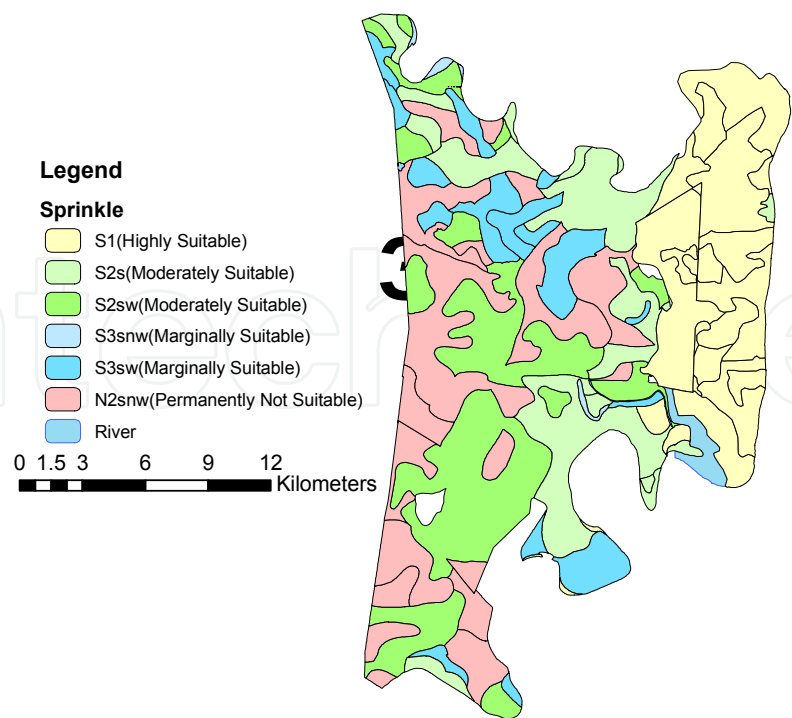 Legend
Sprinkle
S1(Highly Suitable)
S2s(Moderately Suitable)
S2sw(Moderately Suitable)
S3snw(Marginally Suitable)
S3sw(Marginally Suitable)
N2snw(Permanently Not Suitable)
River
0 1.5 3 6 9 12
Kilometers
3